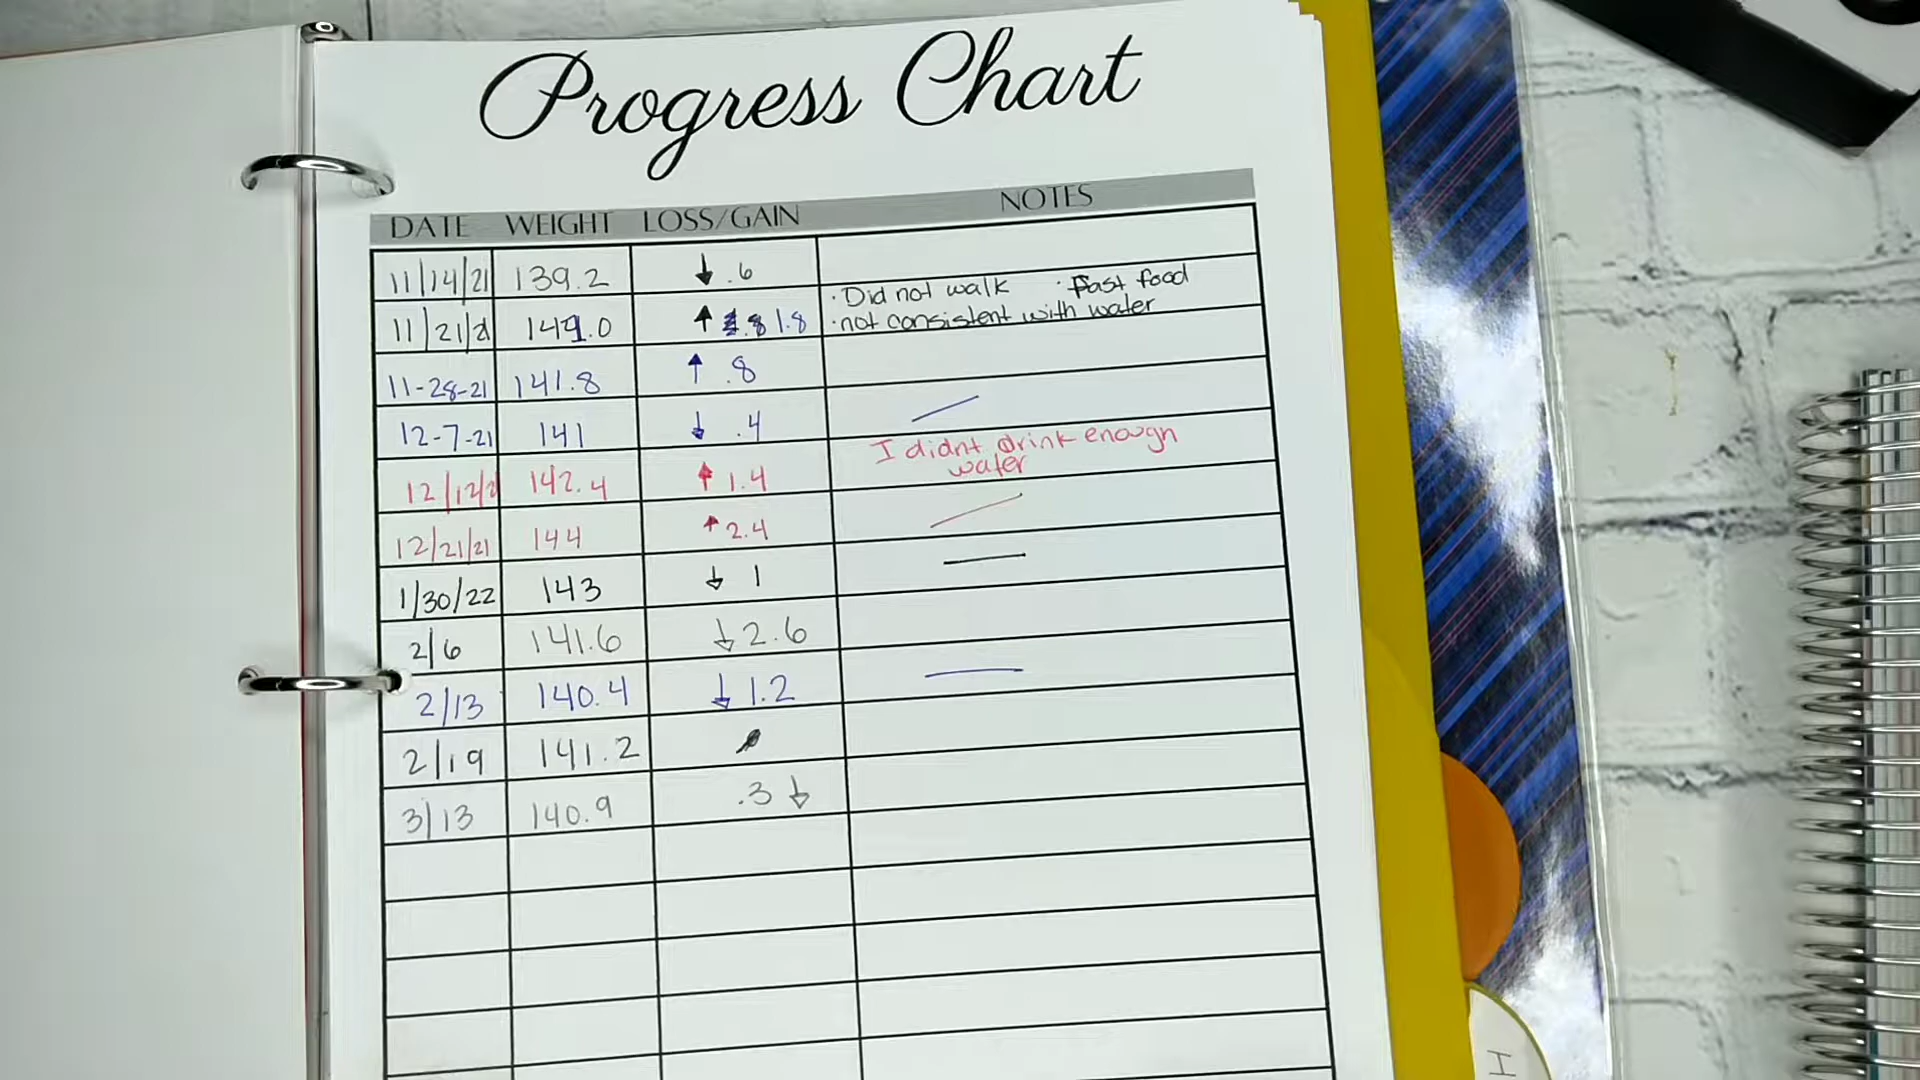 Progress Chart
DATE WEIGHT LOSS/GAIN NOTES
11/14/21 139.2 ↓ .6
11/21/2 141.0 ↑ 1.8 · Did not walk · Fast food
· not consistent with water
11-28-21 141.8 ↑ .8
12-7-21 141 ↓ .4
12/12/2 142.4 ↑ 1.4 I didnt drink enough
water
12/21/21 144 ↑ 2.4
1/30/22 143 ↓ 1
2/6 141.6 ↓ 2.6
2/13 140.4 ↓ 1.2
2/19 141.2
3/13 140.9 .3 ↓